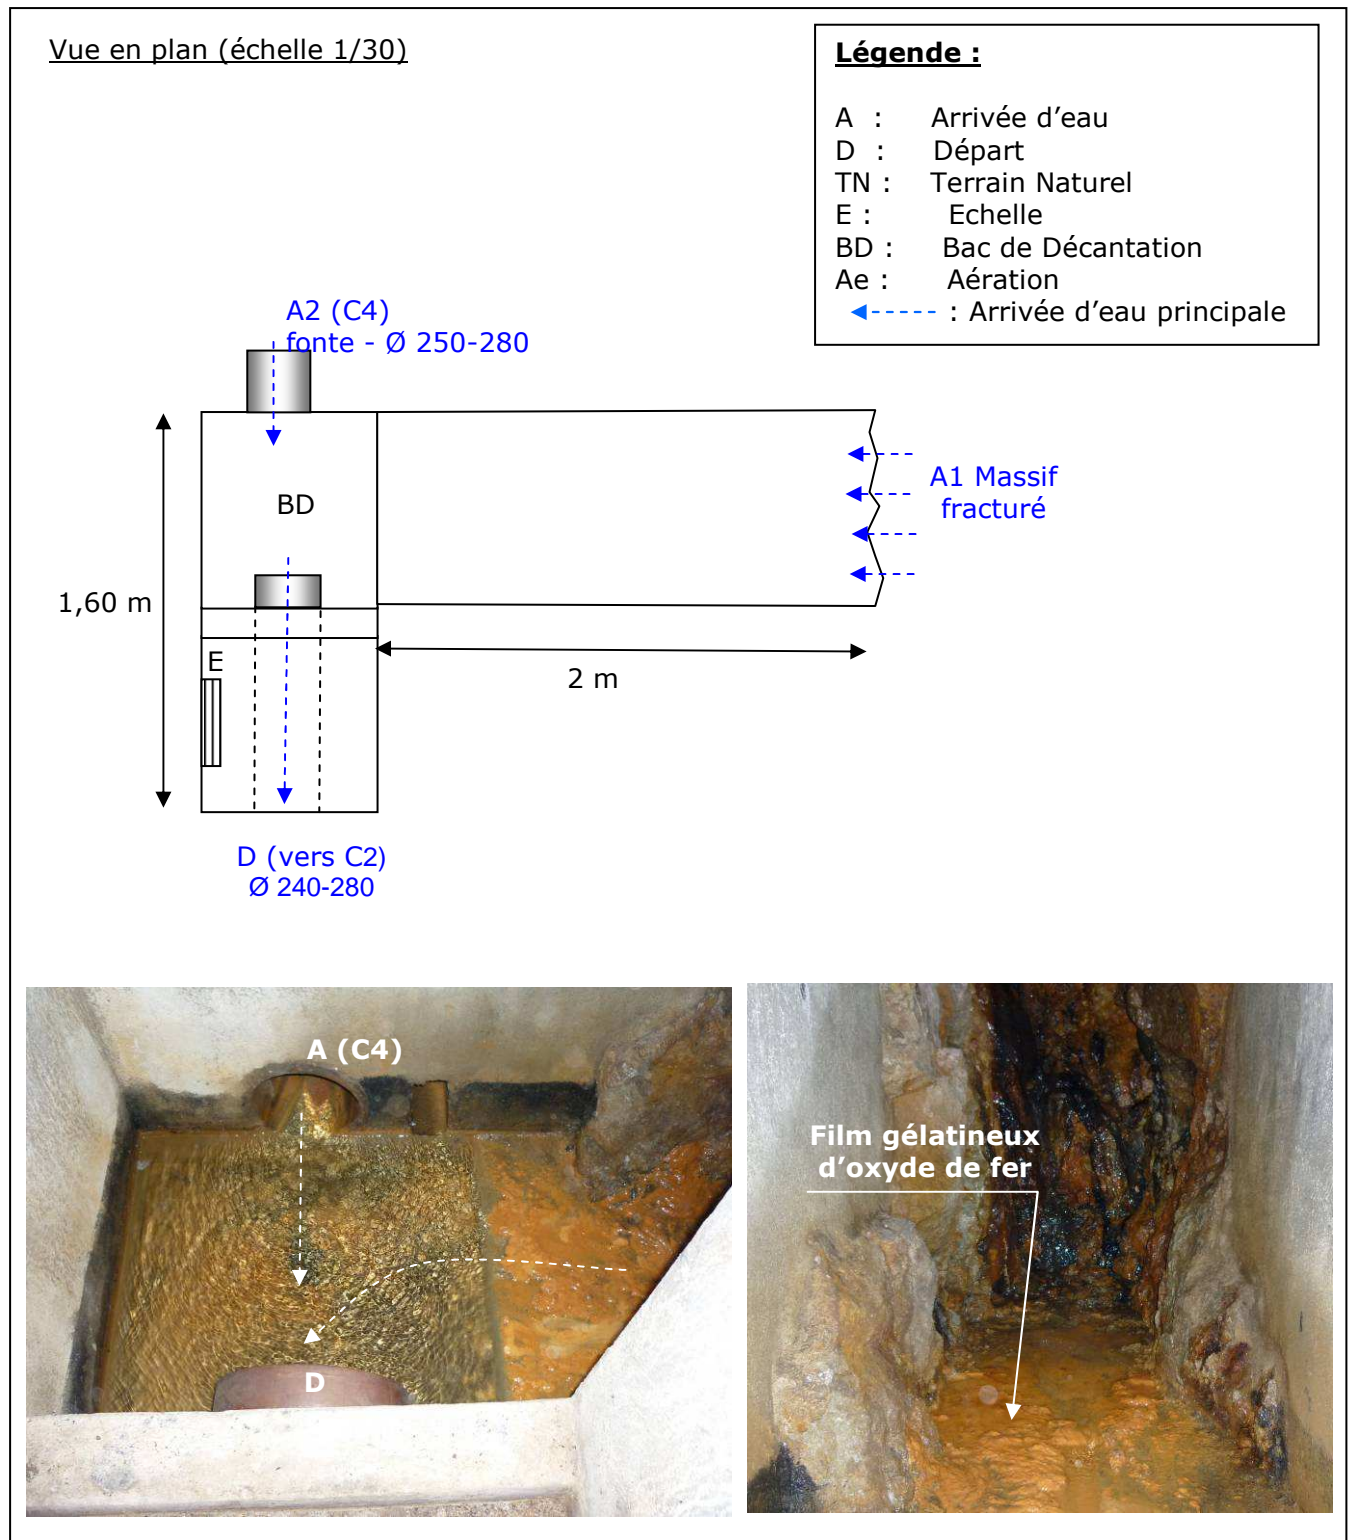 Vue en plan (échelle 1/30)
Légende :
A : Arrivée d’eau
D : Départ
TN : Terrain Naturel
E : Echelle
BD : Bac de Décantation
Ae : Aération
: Arrivée d’eau principale
A2 (C4)
fonte - Ø 250-280
A1 Massif
fracturé
BD
1,60 m
E
2 m
D (vers C2)
Ø 240-280
A (C4)
D
Film gélatineux
d’oxyde de fer